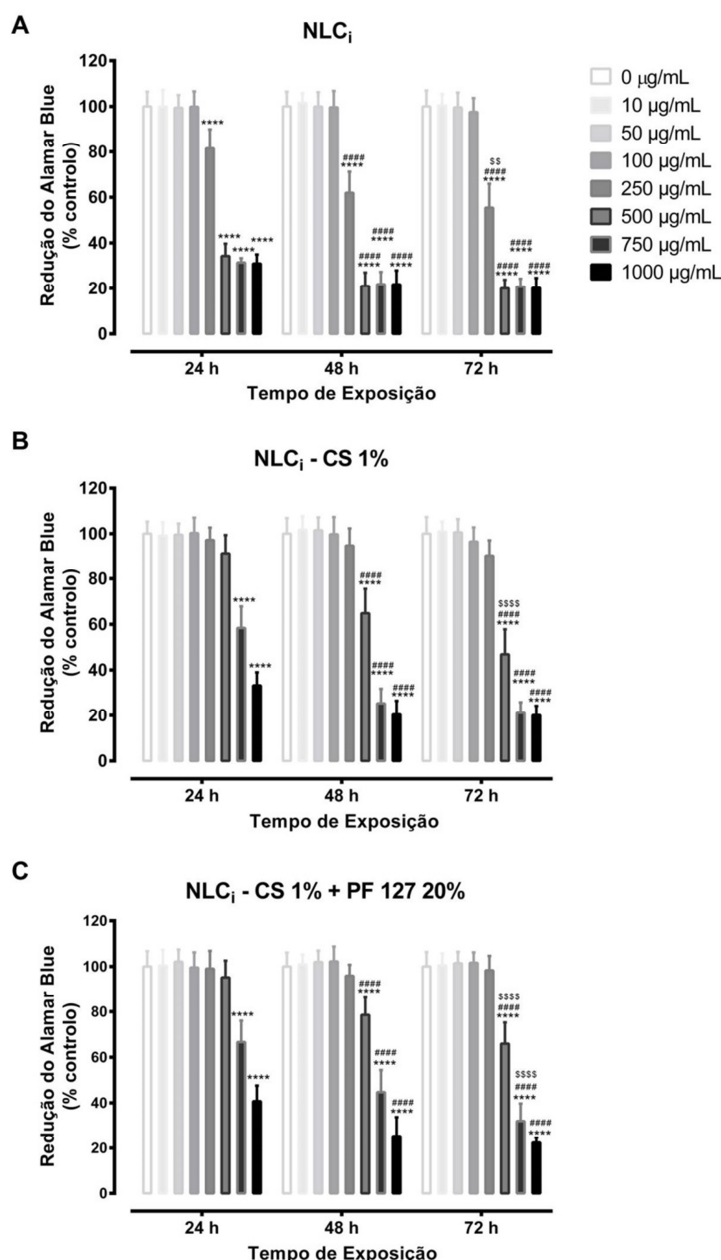 A
NLCi
Redução do Alamar Blue
(% controlo)
120
100
80
60
40
20
0
****
****
****
****
####
****
####
****
####
****
####
****
$$
####
****
####
****
####
****
####
****
24 h
48 h
72 h
Tempo de Exposição
0 µg/mL
10 µg/mL
50 µg/mL
100 µg/mL
250 µg/mL
500 µg/mL
750 µg/mL
1000 µg/mL
B
NLCi - CS 1%
Redução do Alamar Blue
(% controlo)
120
100
80
60
40
20
0
****
****
####
****
####
****
####
****
$$$$
####
****
####
****
####
****
24 h
48 h
72 h
Tempo de Exposição
C
NLCi - CS 1% + PF 127 20%
Redução do Alamar Blue
(% controlo)
120
100
80
60
40
20
0
****
****
####
****
####
****
####
****
$$$$
####
****
$$$$
####
****
####
****
24 h
48 h
72 h
Tempo de Exposição